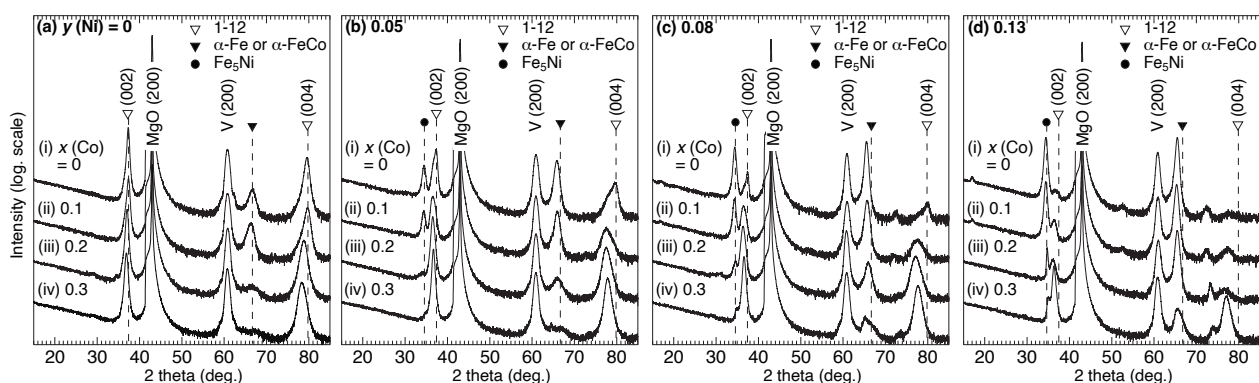 (a) y (Ni) = 0
▽ 1-12
▼ α-Fe or α-FeCo
● Fe5Ni
(002)
MgO (200)
V (200)
(004)
(i) x (Co)
= 0
(ii) 0.1
(iii) 0.2
(iv) 0.3
Intensity (log. scale)
20 30 40 50 60 70 80
2 theta (deg.)
(b) 0.05
▽ 1-12
▼ α-Fe or α-FeCo
● Fe5Ni
(002)
MgO (200)
V (200)
(004)
(i) x (Co)
= 0
(ii) 0.1
(iii) 0.2
(iv) 0.3
20 30 40 50 60 70 80
2 theta (deg.)
(c) 0.08
▽ 1-12
▼ α-Fe or α-FeCo
● Fe5Ni
(002)
MgO (200)
V (200)
(004)
(i) x (Co)
= 0
(ii) 0.1
(iii) 0.2
(iv) 0.3
20 30 40 50 60 70 80
2 theta (deg.)
(d) 0.13
▽ 1-12
▼ α-Fe or α-FeCo
● Fe5Ni
(002)
MgO (200)
V (200)
(004)
(i) x (Co)
= 0
(ii) 0.1
(iii) 0.2
(iv) 0.3
20 30 40 50 60 70 80
2 theta (deg.)